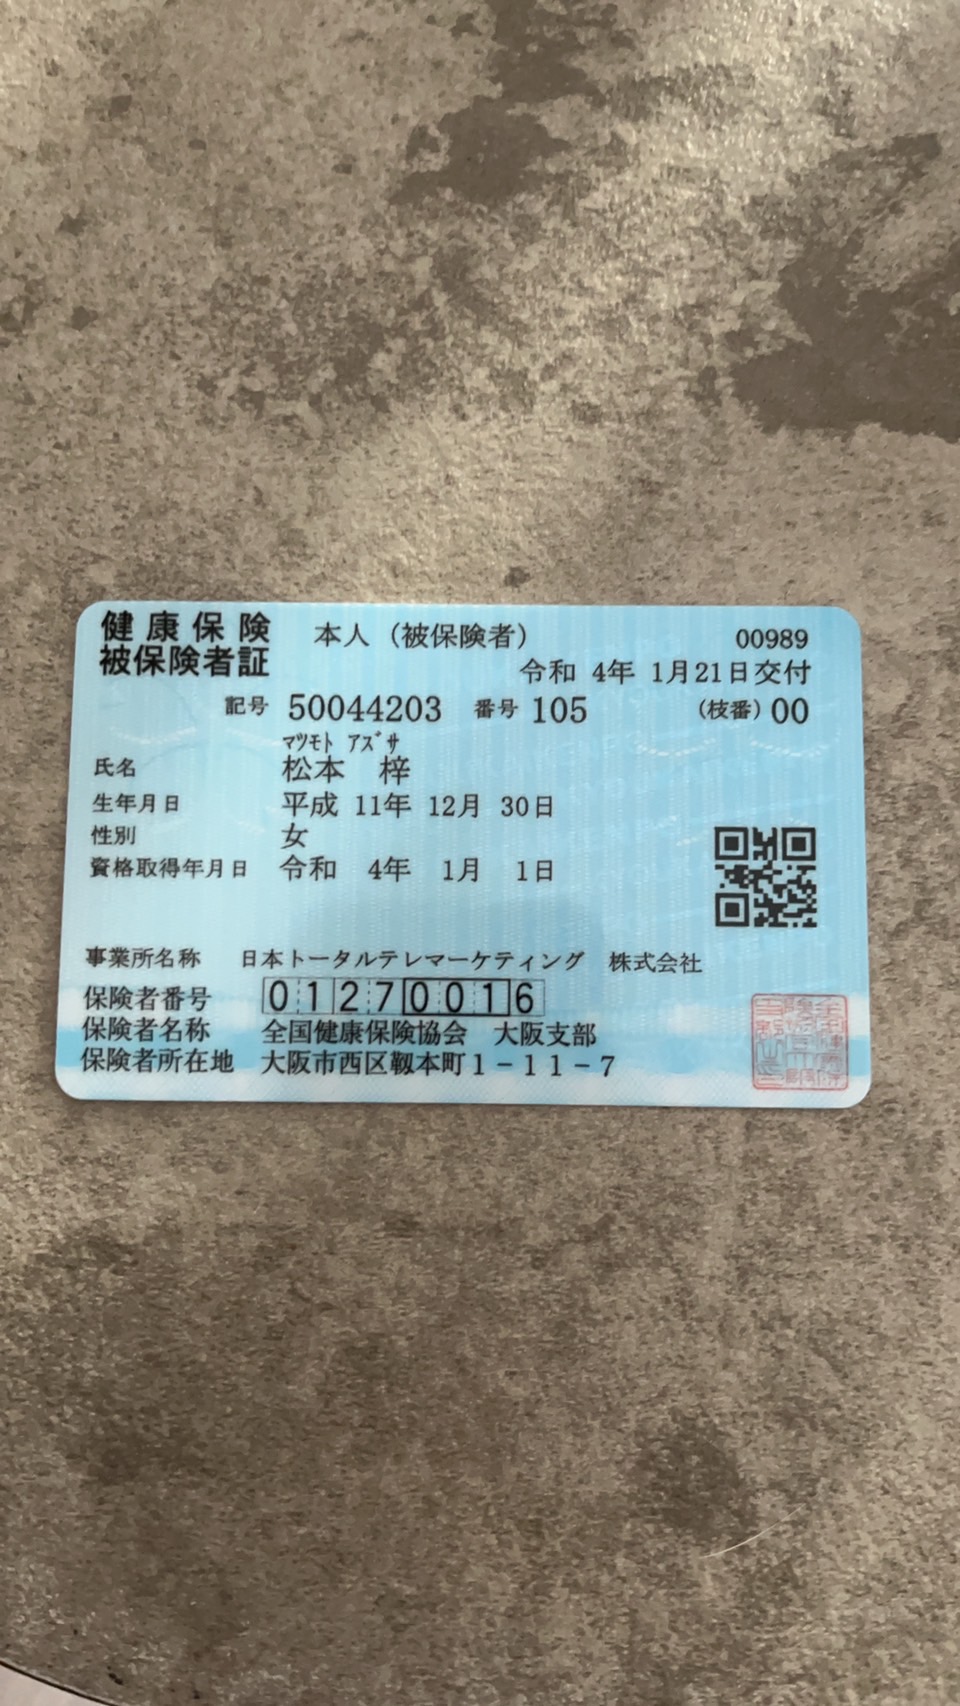 健康保険
被保険者証
本人（被保険者）
00989
令和 4年 1月21日交付
記号 50044203 番号 105 （枝番）00
ﾏﾂﾓﾄ ｱｽﾞｻ
氏名 松本 梓
生年月日 平成 11年 12月 30日
性別 女
資格取得年月日 令和 4年 1月 1日
事業所名称 日本トータルテレマーケティング 株式会社
保険者番号 01270016
保険者名称 全国健康保険協会 大阪支部
保険者所在地 大阪市西区靱本町1－11－7